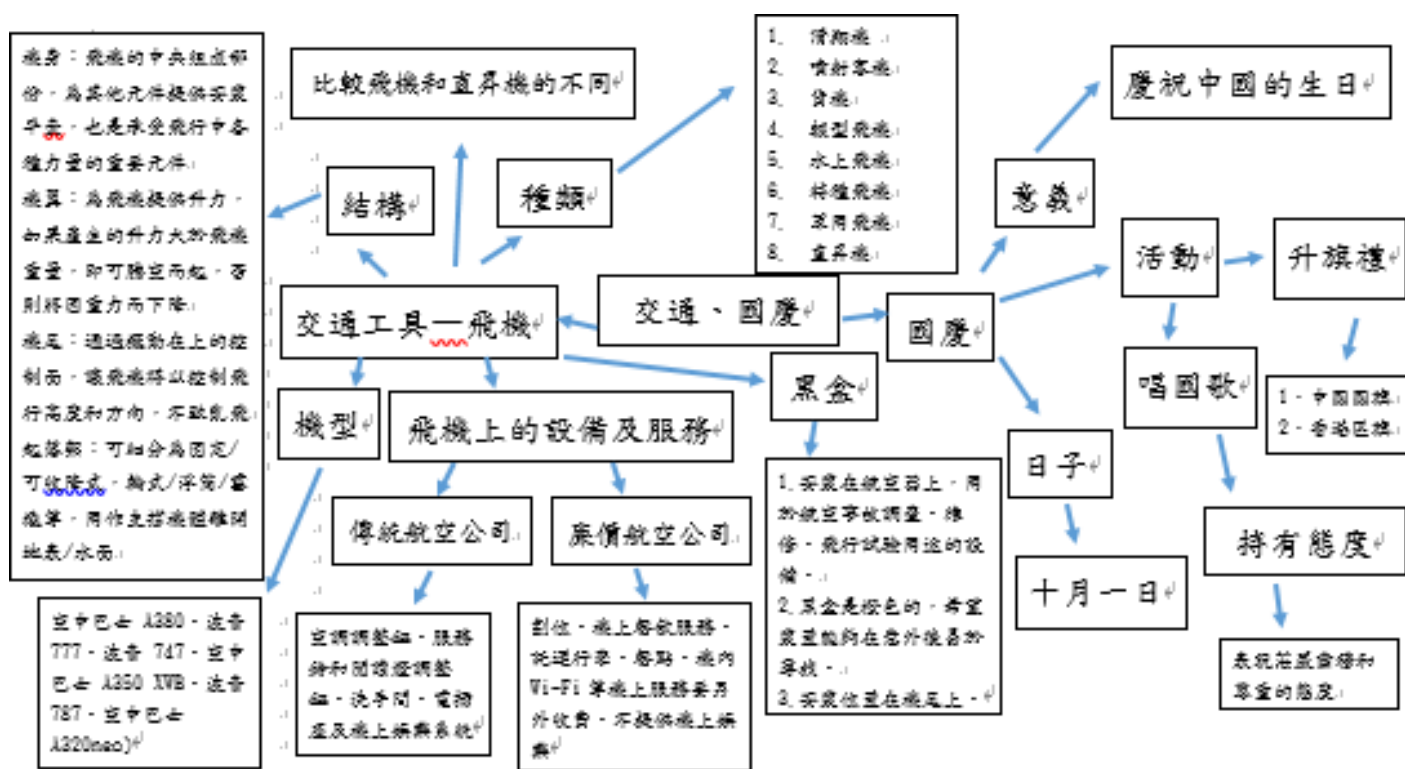 機身：飛機的中央組成部
份，為其他元件提供安裝
平臺，也是承受飛行中各
種力量的重要元件
機翼：為飛機提供升力，
如果產生的升力大於飛機
重量，即可騰空而起，否
則將因重力而下降
機尾：通過擺動在上的控
制面，讓飛機得以控制飛
行高度和方向，不致亂飛
起落架：可細分為固定/
可收隆式，輪式/浮筒/雪
橇等，用作支撐機體離開
地表/水面
比較飛機和直昇機的不同
結構
種類
1. 滑翔機
2. 噴射客機
3. 貨機
4. 輕型飛機
5. 水上飛機
6. 特種飛機
7. 軍用飛機
8. 直昇機
慶祝中國的生日
意義
活動
升旗禮
交通工具—飛機
交通、國慶
國慶
黑盒
唱國歌
1．中國國旗
2．香港區旗
機型
飛機上的設備及服務
日子
傳統航空公司
廉價航空公司
1.安裝在航空器上，用
於航空事故調查、維
修、飛行試驗用途的設
備。
2.黑盒是橙色的，希望
裝置能夠在意外後易於
尋找。
3.安裝位置在機尾上。
持有態度
十月一日
空中巴士 A380、波音
777、波音 747、空中
巴士 A350 XWB、波音
787、空中巴士
A320neo)
空調調整鈕、服務
鈴和閱讀燈調整
鈕、洗手間、電插
座及機上娛樂系統
劃位、機上餐飲服務、
託運行李、餐點、機內
Wi-Fi 等機上服務要另
外收費，不提供機上娛
樂
表現莊嚴肅穆和
尊重的態度